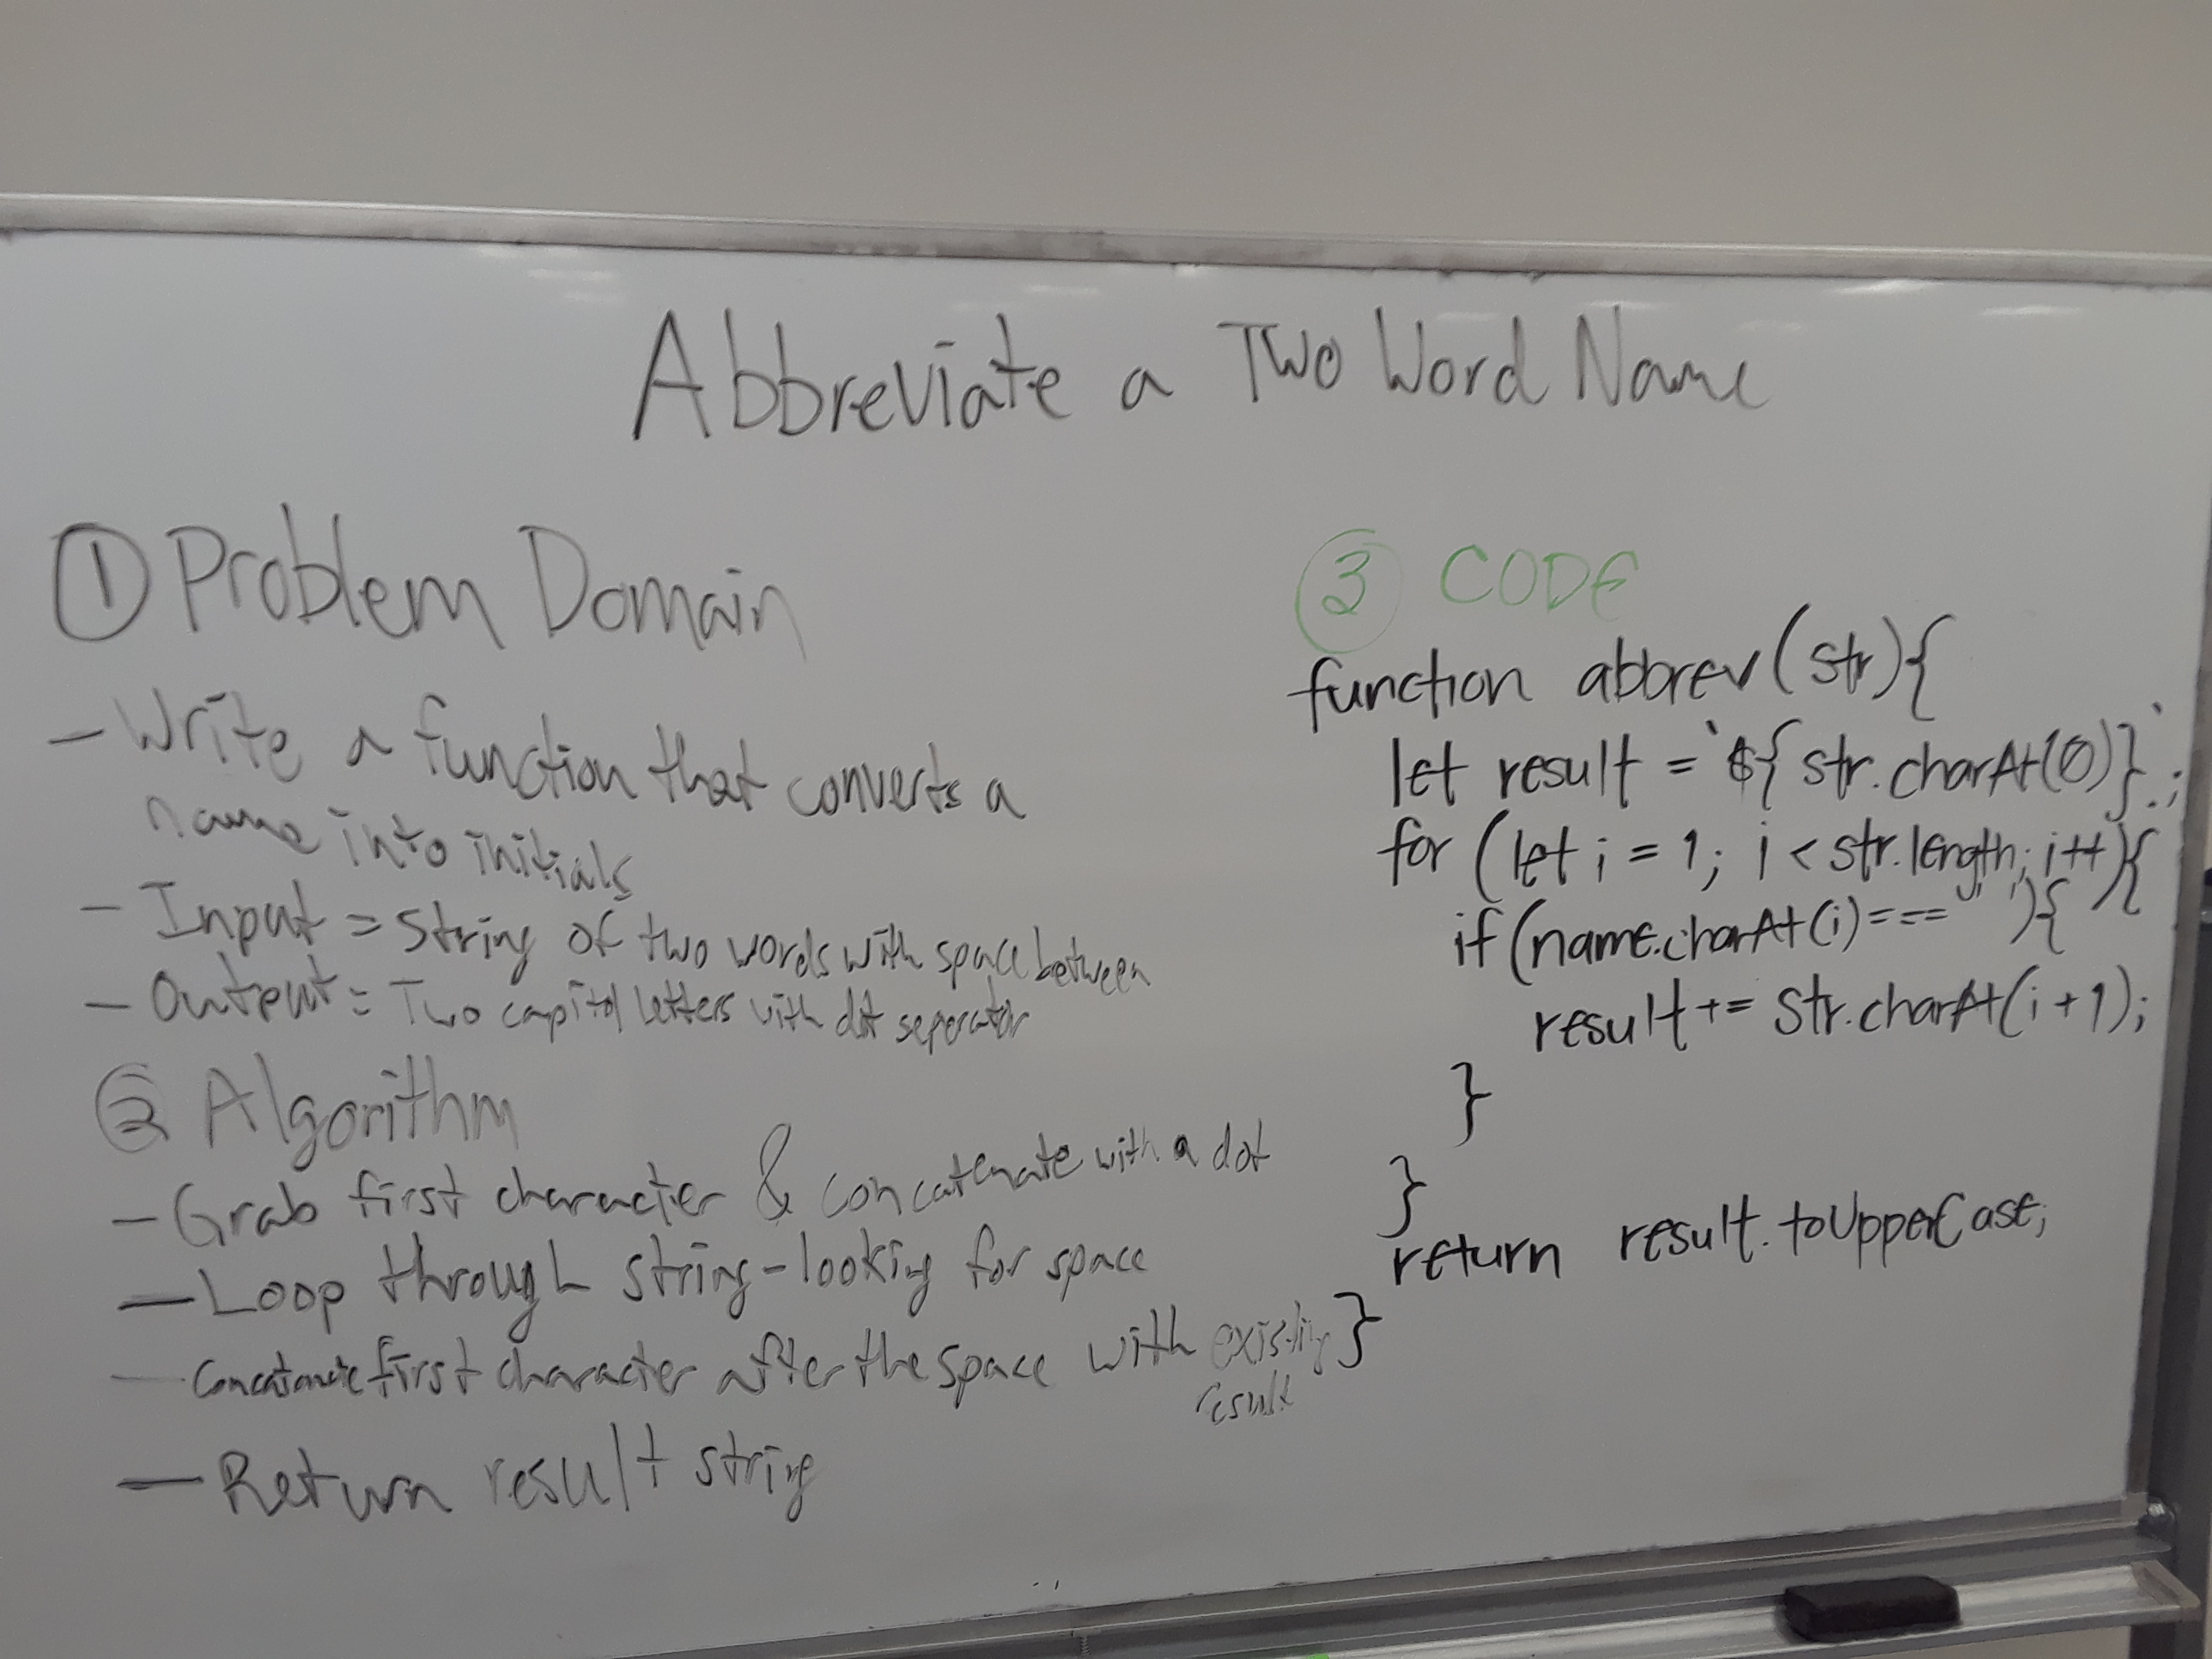 Abbreviate a Two Word Name
① Problem Domain
- Write a function that converts a
name into initials
- Input = String of two words with space between
- Output = Two capitol letters with dot seperator
② Algorithm
- Grab first character & concatenate with a dot
- Loop through string - looking for space
- Concatenate first character after the space with existing
result
- Return result string
③ CODE
function abbrev(str){
let result = `${str.charAt(0)}.`;
for (let i = 1; i < str.length; i++){
if (name.charAt(i) === ' '){
result += str.charAt(i+1);
}
}
return result.toUpperCase;
}